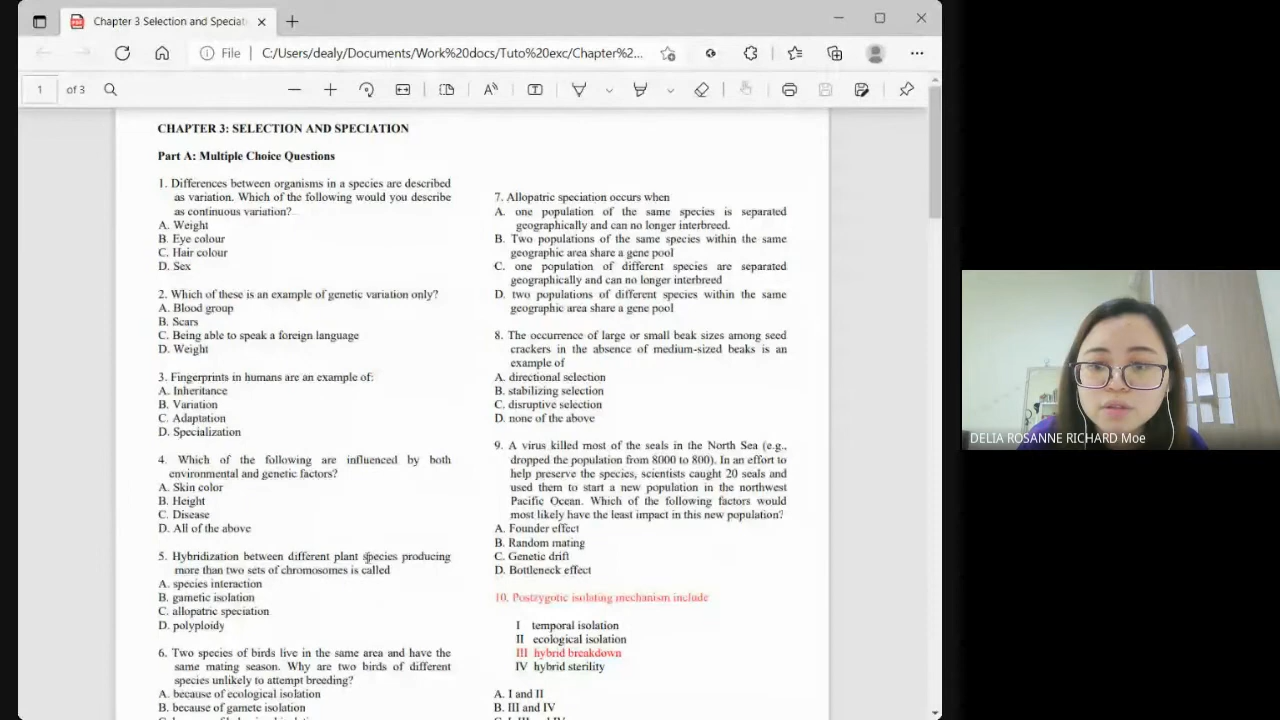 Chapter 3 Selection and Speciat
File
C:/Users/dealy/Documents/Work%20docs/Tuto%20exc/Chapter%2...
1 of 3
CHAPTER 3: SELECTION AND SPECIATION
Part A: Multiple Choice Questions
1. Differences between organisms in a species are described
as variation. Which of the following would you describe
as continuous variation?
A. Weight
B. Eye colour
C. Hair colour
D. Sex
2. Which of these is an example of genetic variation only?
A. Blood group
B. Scars
C. Being able to speak a foreign language
D. Weight
3. Fingerprints in humans are an example of:
A. Inheritance
B. Variation
C. Adaptation
D. Specialization
4. Which of the following are influenced by both
environmental and genetic factors?
A. Skin color
B. Height
C. Disease
D. All of the above
5. Hybridization between different plant species producing
more than two sets of chromosomes is called
A. species interaction
B. gametic isolation
C. allopatric speciation
D. polyploidy
6. Two species of birds live in the same area and have the
same mating season. Why are two birds of different
species unlikely to attempt breeding?
A. because of ecological isolation
B. because of gamete isolation
7. Allopatric speciation occurs when
A. one population of the same species is separated
geographically and can no longer interbreed.
B. Two populations of the same species within the same
geographic area share a gene pool
C. one population of different species are separated
geographically and can no longer interbreed
D. two populations of different species within the same
geographic area share a gene pool
8. The occurrence of large or small beak sizes among seed
crackers in the absence of medium-sized beaks is an
example of
A. directional selection
B. stabilizing selection
C. disruptive selection
D. none of the above
9. A virus killed most of the seals in the North Sea (e.g.,
dropped the population from 8000 to 800). In an effort to
help preserve the species, scientists caught 20 seals and
used them to start a new population in the northwest
Pacific Ocean. Which of the following factors would
most likely have the least impact in this new population?
A. Founder effect
B. Random mating
C. Genetic drift
D. Bottleneck effect
10. Postzygotic isolating mechanism include
I temporal isolation
II ecological isolation
III hybrid breakdown
IV hybrid sterility
A. I and II
B. III and IV
DELIA ROSANNE RICHARD Moe